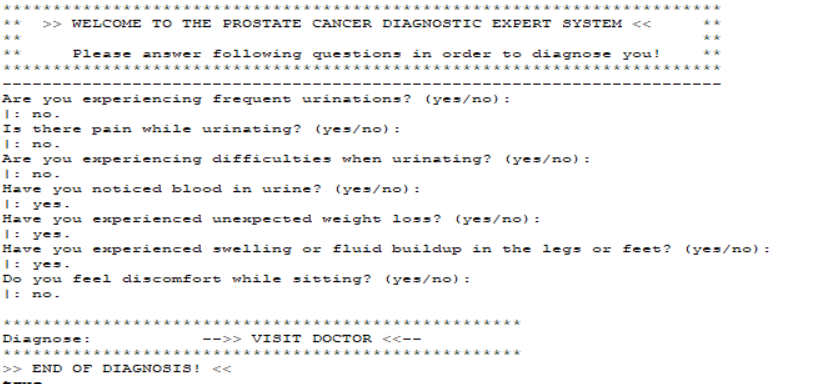 ************************************************************************
**  >> WELCOME TO THE PROSTATE CANCER DIAGNOSTIC EXPERT SYSTEM <<     **
**                                                                    **
**     Please answer following questions in order to diagnose you!    **
************************************************************************
------------------------------------------------------------------------
Are you experiencing frequent urinations? (yes/no):
|: no.
Is there pain while urinating? (yes/no):
|: no.
Are you experiencing difficulties when urinating? (yes/no):
|: no.
Have you noticed blood in urine? (yes/no):
|: yes.
Have you experienced unexpected weight loss? (yes/no):
|: yes.
Have you experienced swelling or fluid buildup in the legs or feet? (yes/no):
|: yes.
Do you feel discomfort while sitting? (yes/no):
|: no.

****************************************************
Diagnose:           -->> VISIT DOCTOR <<--
****************************************************
>> END OF DIAGNOSIS! <<
true